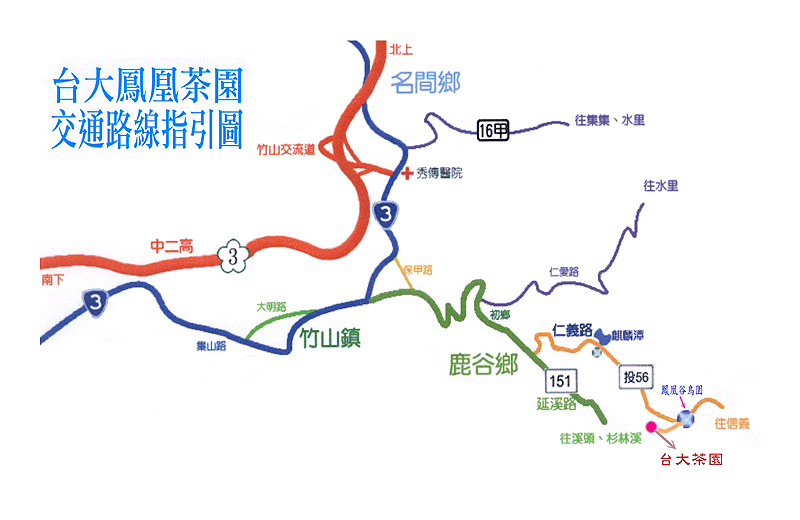 台大鳳凰茶園
交通路線指引圖
北上
名間鄉
16甲
往集集、水里
竹山交流道
秀傳醫院
往水里
3
中二高
3
南下
保甲路
仁愛路
3
大明路
集山路
竹山鎮
初鄉
仁義路
麒麟潭
鹿谷鄉
151
投56
鳳凰谷鳥園
延溪路
往溪頭、杉林溪
往信義
台大茶園